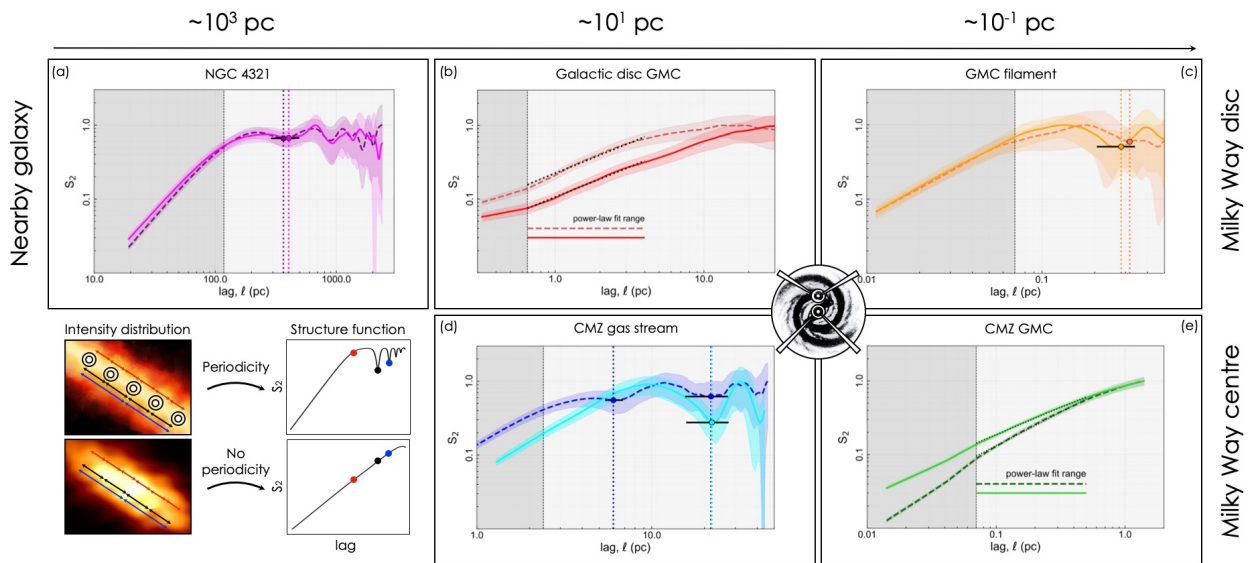 ~10³ pc
~10¹ pc
~10⁻¹ pc
Nearby galaxy
(a)
NGC 4321
S₂
1.0
0.1
10.0
100.0
1000.0
lag, ℓ (pc)
(b)
Galactic disc GMC
S₂
1.0
0.1
power-law fit range
1.0
10.0
lag, ℓ (pc)
GMC filament
(c)
S₂
1.0
0.1
0.01
0.1
lag, ℓ (pc)
Milky Way disc
Intensity distribution
Structure function
Periodicity
S₂
No
periodicity
S₂
lag
(d)
CMZ gas stream
S₂
1.0
0.1
1.0
10.0
lag, ℓ (pc)
CMZ GMC
(e)
S₂
1.0
0.1
power-law fit range
0.01
0.1
1.0
lag, ℓ (pc)
Milky Way centre